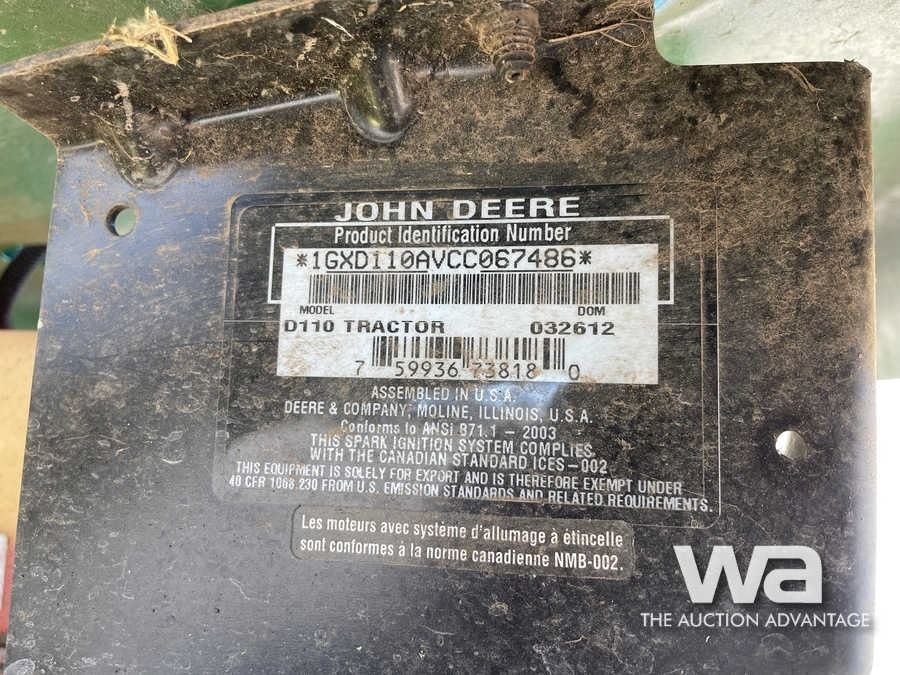 JOHN DEERE
Product Identification Number
*1GXD110AVCC067486*
MODEL DOM
D110 TRACTOR 032612
7 59936 73818 0
ASSEMBLED IN U.S.A.
DEERE & COMPANY, MOLINE, ILLINOIS, U.S.A.
Conforms to ANSI B71.1 - 2003
THIS SPARK IGNITION SYSTEM COMPLIES
WITH THE CANADIAN STANDARD ICES-002
THIS EQUIPMENT IS SOLELY FOR EXPORT AND IS THEREFORE EXEMPT UNDER
40 CFR 1068.230 FROM U.S. EMISSION STANDARDS AND RELATED REQUIREMENTS.
Les moteurs avec système d'allumage à étincelle
sont conformes à la norme canadienne NMB-002.
wa
THE AUCTION ADVANTAGE